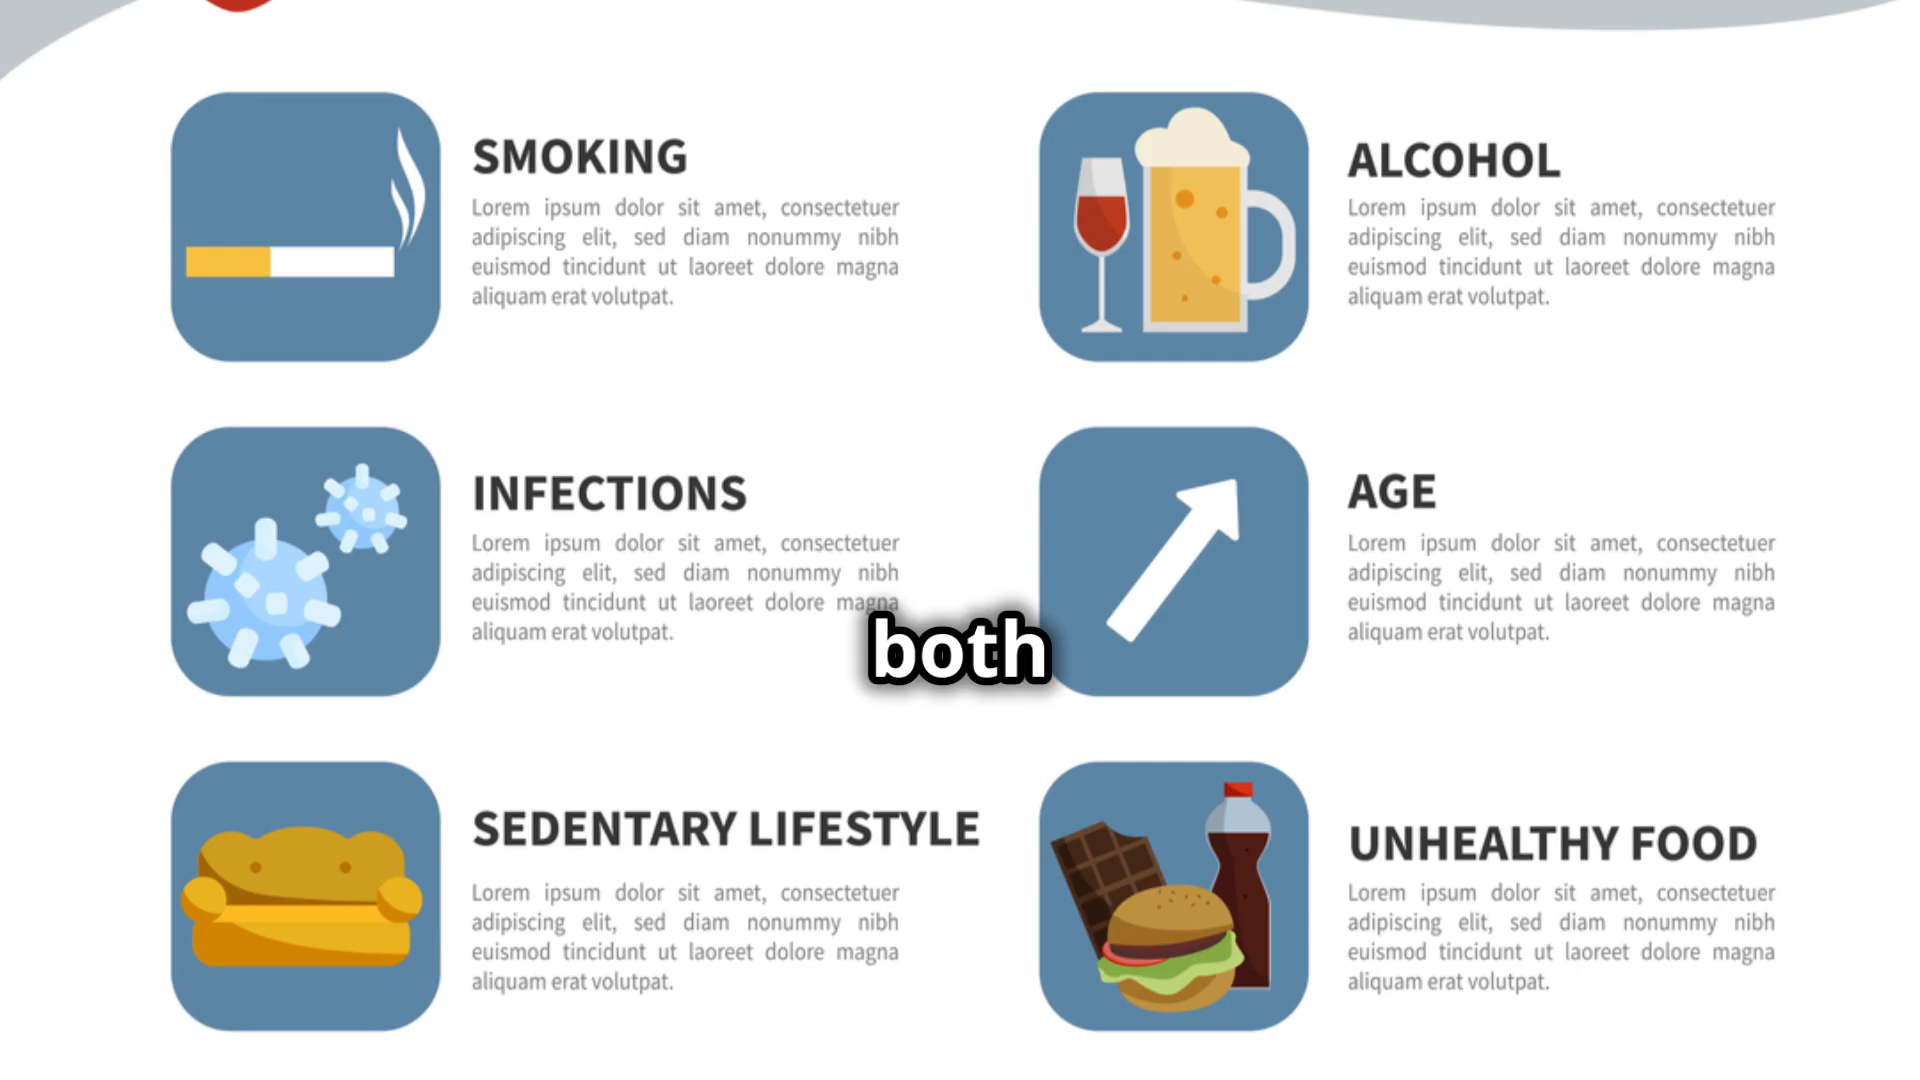 SMOKING
Lorem ipsum dolor sit amet, consectetuer
adipiscing elit, sed diam nonummy nibh
euismod tincidunt ut laoreet dolore magna
aliquam erat volutpat.
ALCOHOL
Lorem ipsum dolor sit amet, consectetuer
adipiscing elit, sed diam nonummy nibh
euismod tincidunt ut laoreet dolore magna
aliquam erat volutpat.
INFECTIONS
Lorem ipsum dolor sit amet, consectetuer
adipiscing elit, sed diam nonummy nibh
euismod tincidunt ut laoreet dolore magna
aliquam erat volutpat.
AGE
Lorem ipsum dolor sit amet, consectetuer
adipiscing elit, sed diam nonummy nibh
euismod tincidunt ut laoreet dolore magna
aliquam erat volutpat.
both
SEDENTARY LIFESTYLE
Lorem ipsum dolor sit amet, consectetuer
adipiscing elit, sed diam nonummy nibh
euismod tincidunt ut laoreet dolore magna
aliquam erat volutpat.
UNHEALTHY FOOD
Lorem ipsum dolor sit amet, consectetuer
adipiscing elit, sed diam nonummy nibh
euismod tincidunt ut laoreet dolore magna
aliquam erat volutpat.